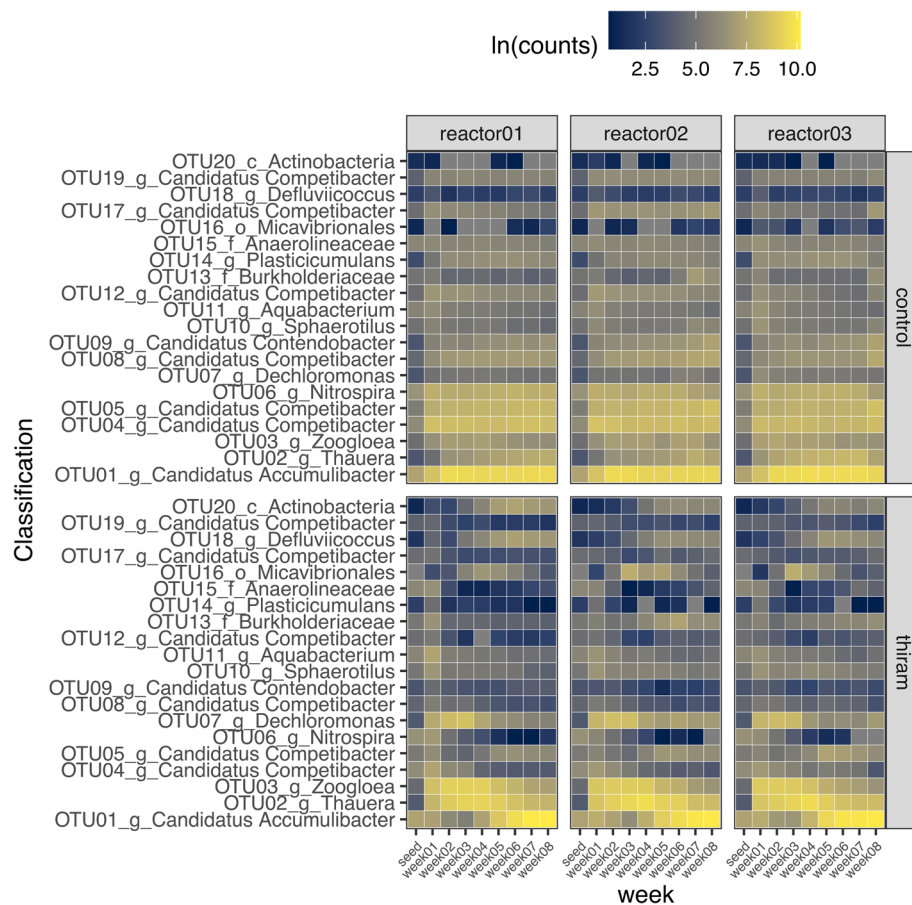 ln(counts)
2.5 5.0 7.5 10.0
reactor01 reactor02 reactor03
OTU20_c_Actinobacteria
OTU19_g_Candidatus Competibacter
OTU18_g_Defluviicoccus
OTU17_g_Candidatus Competibacter
OTU16_o_Micavibrionales
OTU15_f_Anaerolineaceae
OTU14_g_Plasticicumulans
OTU13_f_Burkholderiaceae
OTU12_g_Candidatus Competibacter
OTU11_g_Aquabacterium
OTU10_g_Sphaerotilus
OTU09_g_Candidatus Contendobacter
OTU08_g_Candidatus Competibacter
OTU07_g_Dechloromonas
OTU06_g_Nitrospira
OTU05_g_Candidatus Competibacter
OTU04_g_Candidatus Competibacter
OTU03_g_Zoogloea
OTU02_g_Thauera
OTU01_g_Candidatus Accumulibacter
control
Classification
OTU20_c_Actinobacteria
OTU19_g_Candidatus Competibacter
OTU18_g_Defluviicoccus
OTU17_g_Candidatus Competibacter
OTU16_o_Micavibrionales
OTU15_f_Anaerolineaceae
OTU14_g_Plasticicumulans
OTU13_f_Burkholderiaceae
OTU12_g_Candidatus Competibacter
OTU11_g_Aquabacterium
OTU10_g_Sphaerotilus
OTU09_g_Candidatus Contendobacter
OTU08_g_Candidatus Competibacter
OTU07_g_Dechloromonas
OTU06_g_Nitrospira
OTU05_g_Candidatus Competibacter
OTU04_g_Candidatus Competibacter
OTU03_g_Zoogloea
OTU02_g_Thauera
OTU01_g_Candidatus Accumulibacter
thiram
seed week01 week02 week03 week04 week05 week06 week07 week08 seed week01 week02 week03 week04 week05 week06 week07 week08 seed week01 week02 week03 week04 week05 week06 week07 week08
week